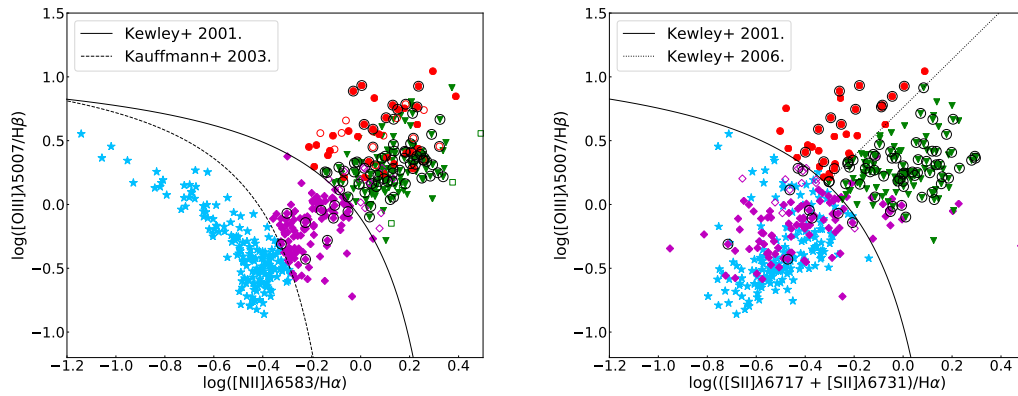 Kewley+ 2001.
Kauffmann+ 2003.
log([OIII]λ5007/Hβ)
1.5
1.0
0.5
0.0
−0.5
−1.0
−1.2 −1.0 −0.8 −0.6 −0.4 −0.2 0.0 0.2 0.4
log([NII]λ6583/Hα)
Kewley+ 2001.
Kewley+ 2006.
log([OIII]λ5007/Hβ)
1.5
1.0
0.5
0.0
−0.5
−1.0
−1.2 −1.0 −0.8 −0.6 −0.4 −0.2 0.0 0.2 0.4
log(([SII]λ6717 + [SII]λ6731)/Hα)